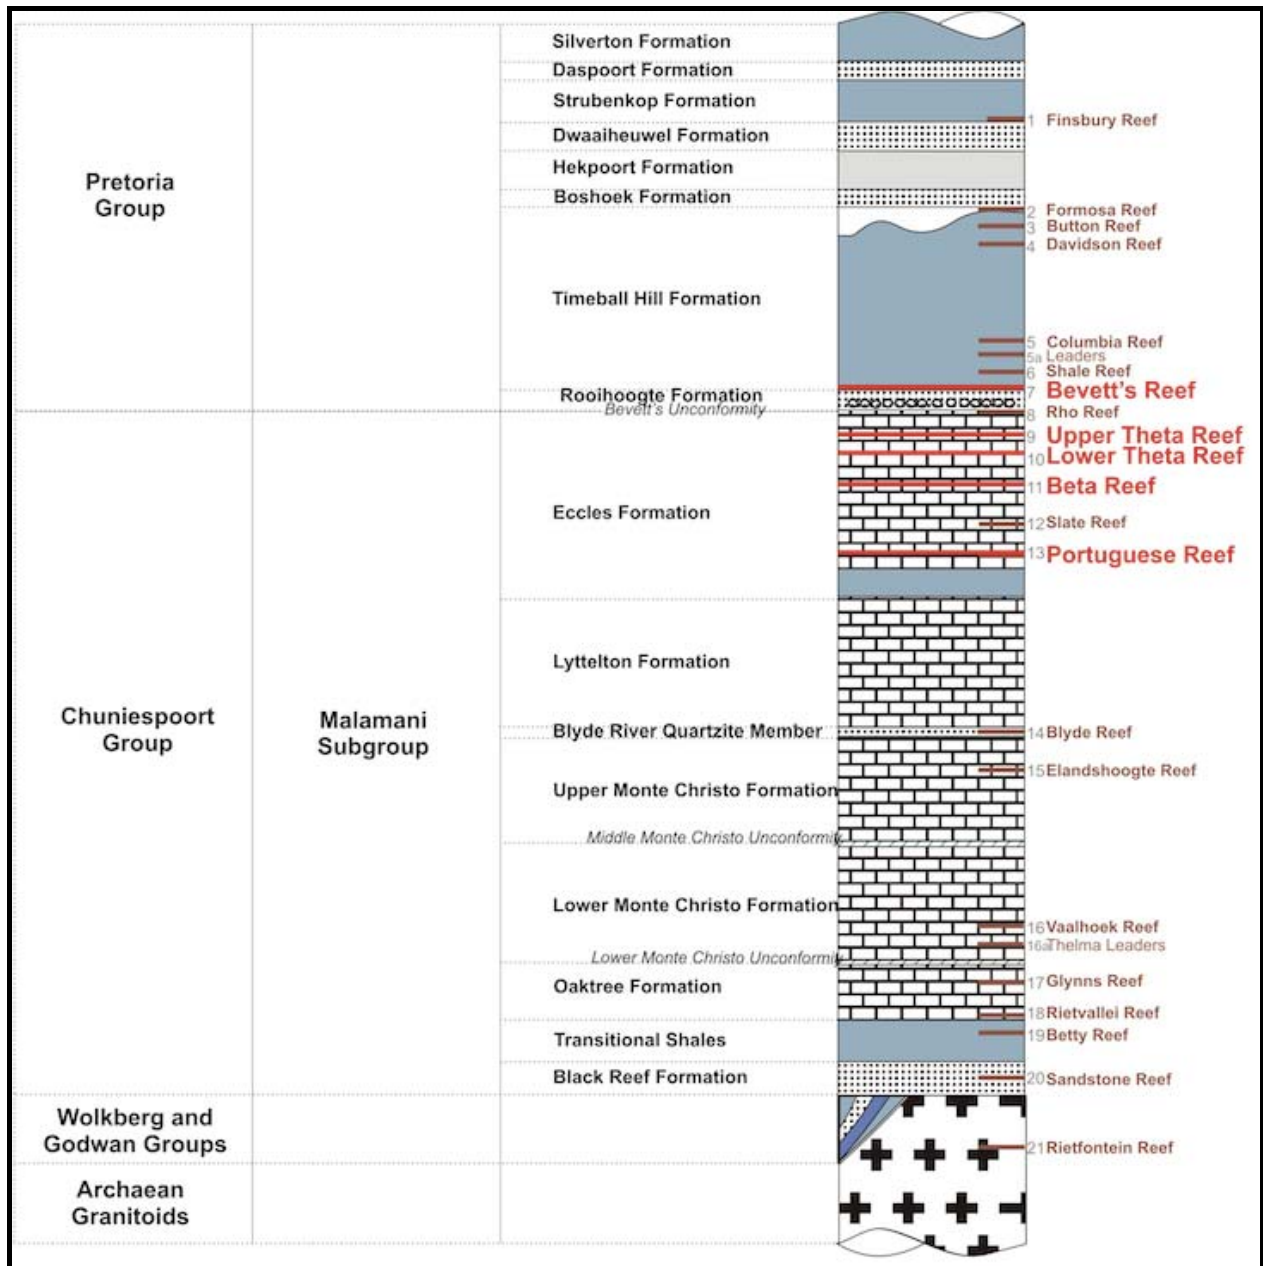 Silverton Formation
Daspoort Formation
Strubenkop Formation
1 Finsbury Reef
Dwaaiheuwel Formation
Hekpoort Formation
Pretoria
Group
Boshoek Formation
2 Formosa Reef
3 Button Reef
4 Davidson Reef
Timeball Hill Formation
5 Columbia Reef
5a Leaders
6 Shale Reef
7 Bevett's Reef
Rooihoogte Formation
Bevett's Unconformity
8 Rho Reef
9 Upper Theta Reef
10 Lower Theta Reef
11 Beta Reef
Eccles Formation
12 Slate Reef
13 Portuguese Reef
Lyttelton Formation
Chuniespoort
Group
Malamani
Subgroup
Blyde River Quartzite Member
14 Blyde Reef
15 Elandshoogte Reef
Upper Monte Christo Formation
Middle Monte Christo Unconformity
Lower Monte Christo Formation
16 Vaalhoek Reef
16a Thelma Leaders
Lower Monte Christo Unconformity
17 Glynns Reef
Oaktree Formation
18 Rietvallei Reef
19 Betty Reef
Transitional Shales
Black Reef Formation
20 Sandstone Reef
Wolkberg and
Godwan Groups
21 Rietfontein Reef
Archaean
Granitoids